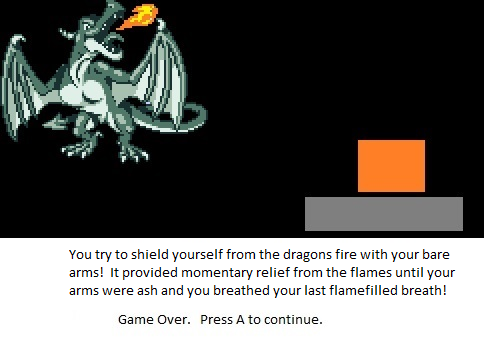 You try to shield yourself from the dragons fire with your bare
arms!  It provided momentary relief from the flames until your
arms were ash and you breathed your last flamefilled breath!
Game Over.   Press A to continue.